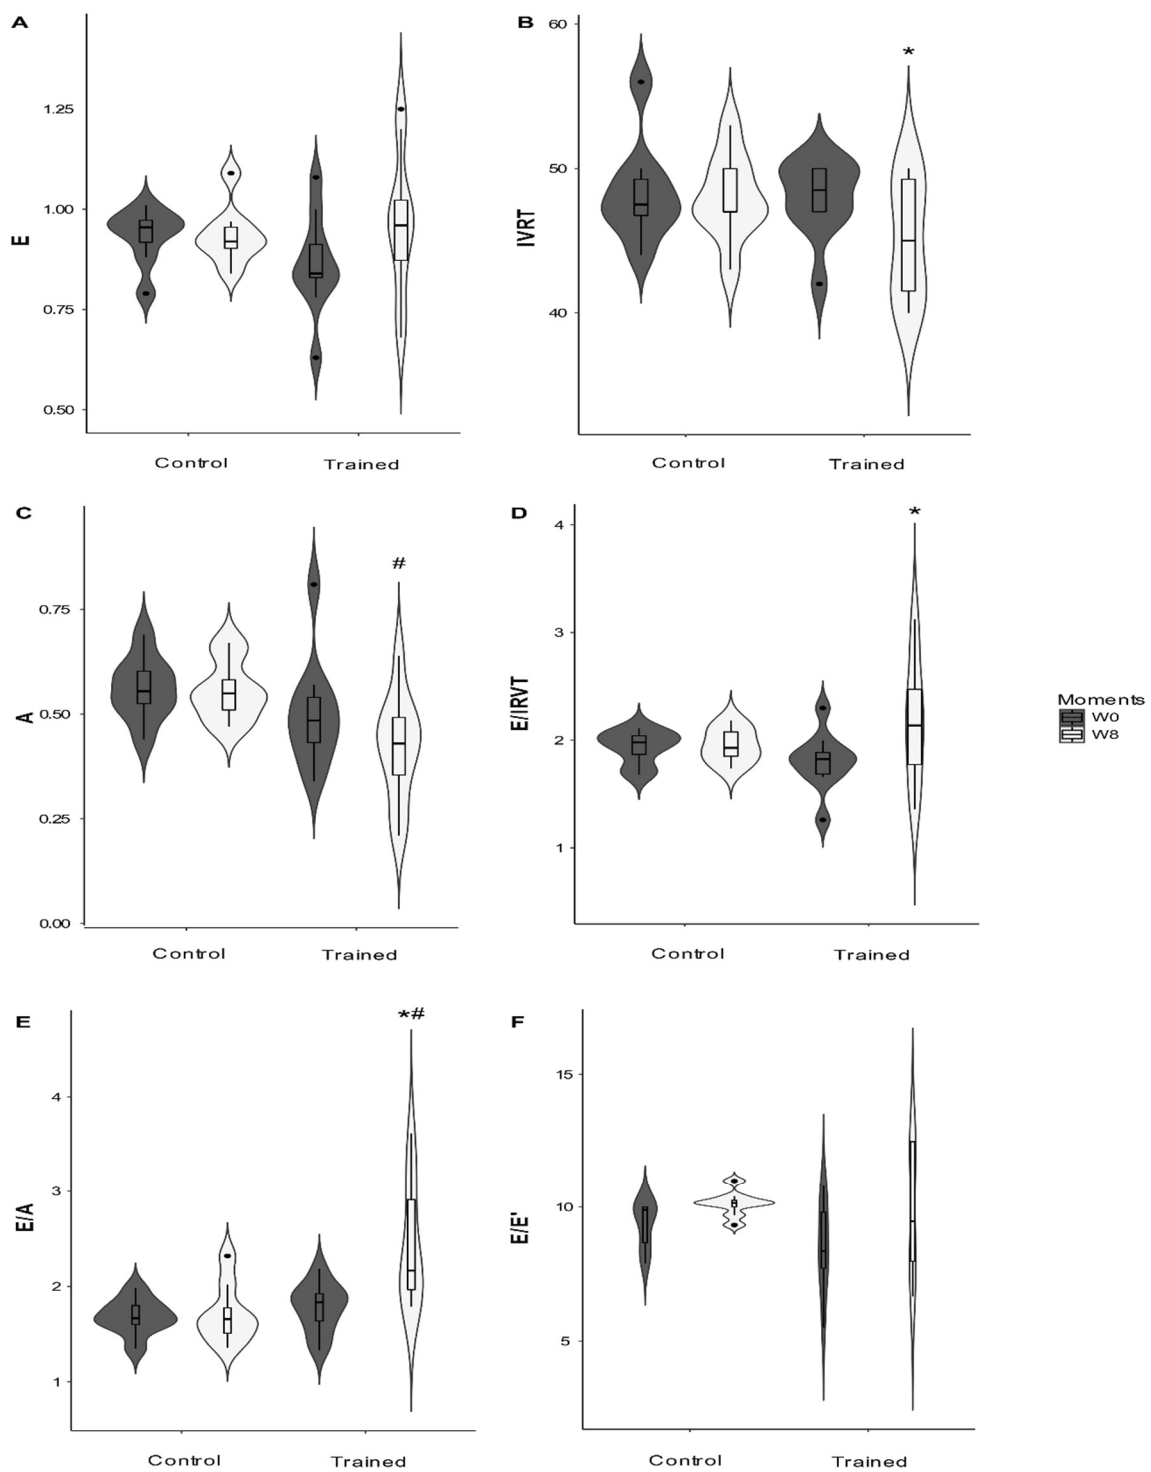 A
E
1.25
1.00
0.75
0.50
Control
Trained
B
IVRT
60
50
40
*
Control
Trained
C
A
0.75
0.50
0.25
0.00
#
Control
Trained
D
E/IRVT
4
3
2
1
*
Control
Trained
Moments
W0
W8
E
E/A
4
3
2
1
*#
Control
Trained
F
E/E'
15
10
5
Control
Trained